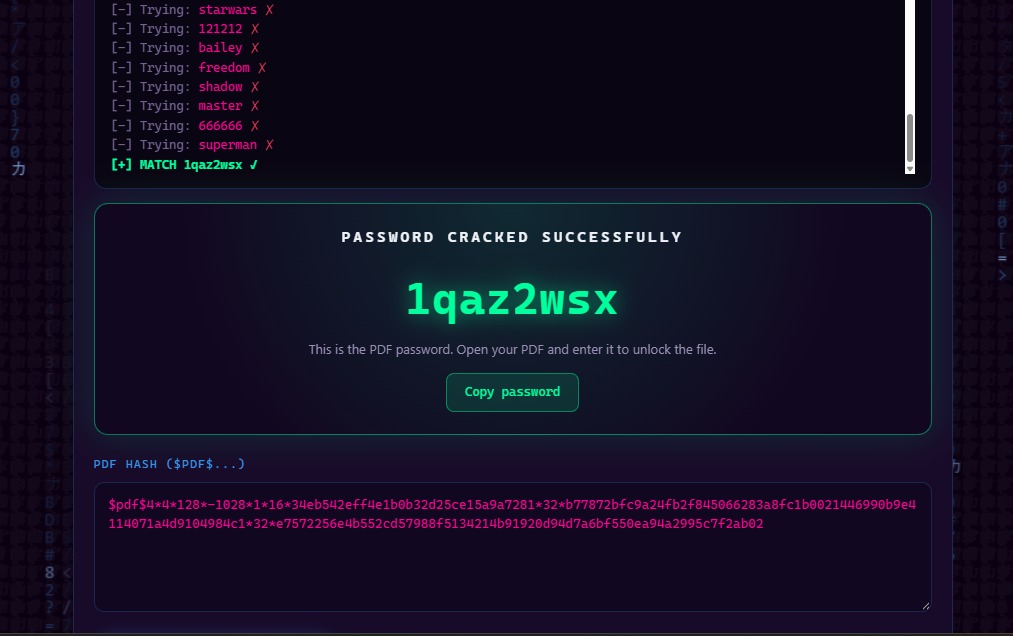 [-] Trying: starwars ✗
[-] Trying: 121212 ✗
[-] Trying: bailey ✗
[-] Trying: freedom ✗
[-] Trying: shadow ✗
[-] Trying: master ✗
[-] Trying: 666666 ✗
[-] Trying: superman ✗
[+] MATCH 1qaz2wsx ✓
PASSWORD CRACKED SUCCESSFULLY
1qaz2wsx
This is the PDF password. Open your PDF and enter it to unlock the file.
Copy password
PDF HASH ($PDF$...)
$pdf$4*4*128*-1028*1*16*34eb542eff4e1b0b32d25ce15a9a7281*32*b77872bfc9a24fb2f845066283a8fc1b0021446990b9e4
114071a4d9104984c1*32*e7572256e4b552cd57988f5134214b91920d94d7a6bf550ea94a2995c7f2ab02